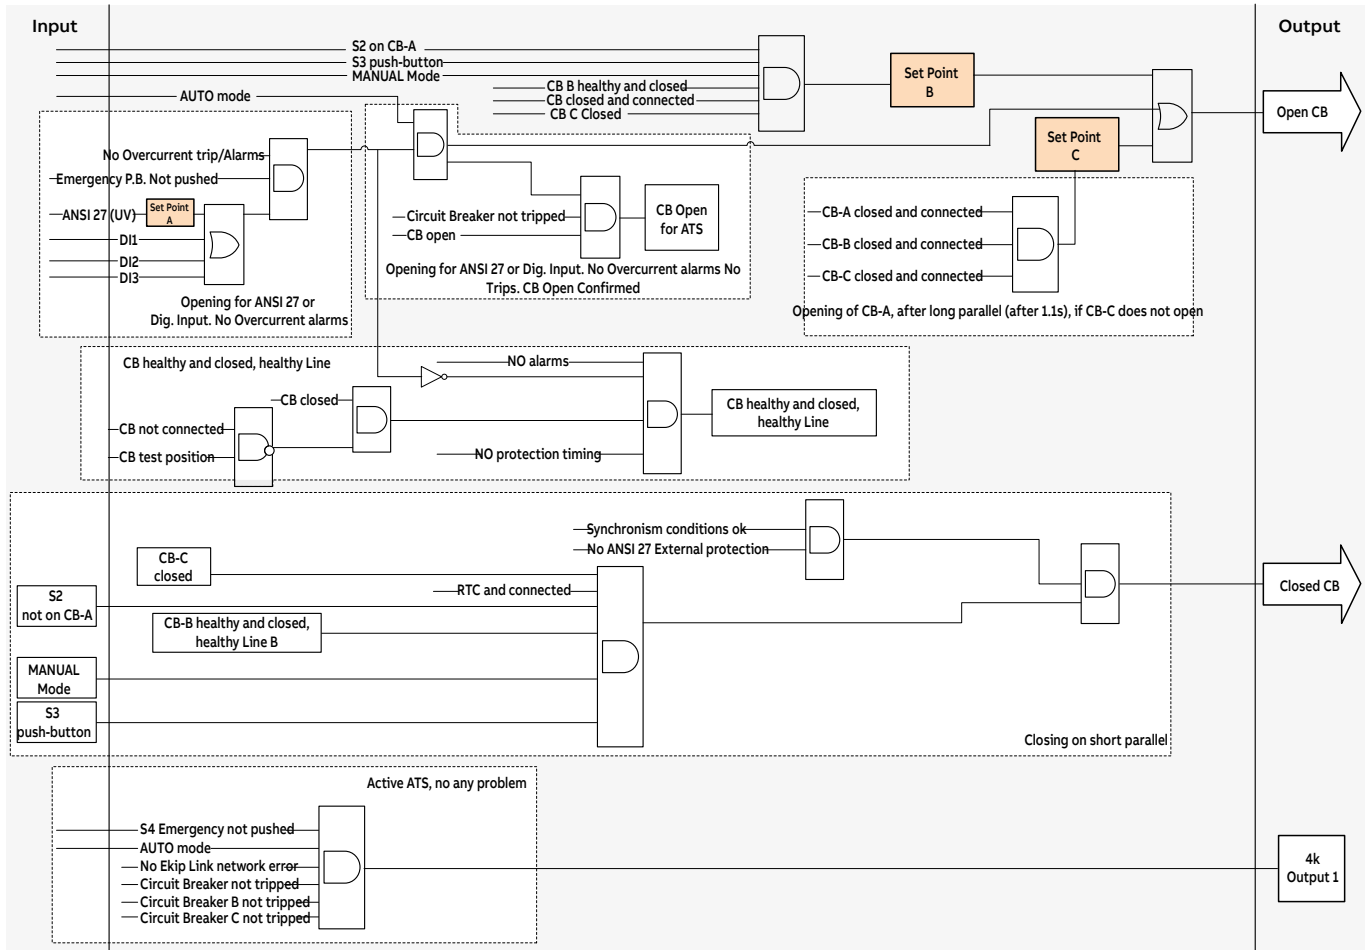 Input
Output
S2 on CB-A
S3 push-button
MANUAL Mode
CB B healthy and closed
CB closed and connected
CB C Closed
AUTO mode
Set Point
B
Open CB
Set Point
C
No Overcurrent trip/Alarms
Emergency P.B. Not pushed
ANSI 27 (UV)
Set Point
A
DI1
DI2
DI3
Opening for ANSI 27 or
Dig. Input. No Overcurrent alarms
Circuit Breaker not tripped
CB open
CB Open
for ATS
Opening for ANSI 27 or Dig. Input. No Overcurrent alarms No
Trips. CB Open Confirmed
CB-A closed and connected
CB-B closed and connected
CB-C closed and connected
Opening of CB-A, after long parallel (after 1.1s), if CB-C does not open
CB healthy and closed, healthy Line
NO alarms
CB closed
CB not connected
CB test position
NO protection timing
CB healthy and closed,
healthy Line
Synchronism conditions ok
No ANSI 27 External protection
CB-C
closed
RTC and connected
S2
not on CB-A
CB-B healthy and closed,
healthy Line B
MANUAL
Mode
S3
push-button
Closing on short parallel
Closed CB
Active ATS, no any problem
S4 Emergency not pushed
AUTO mode
No Ekip Link network error
Circuit Breaker not tripped
Circuit Breaker B not tripped
Circuit Breaker C not tripped
4k
Output 1